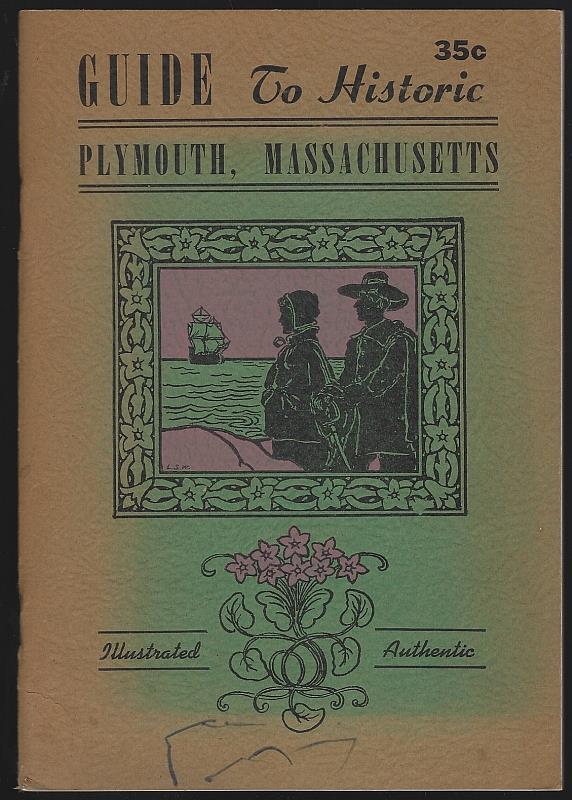 35c
GUIDE To Historic
PLYMOUTH, MASSACHUSETTS
L.S.W.
Illustrated Authentic